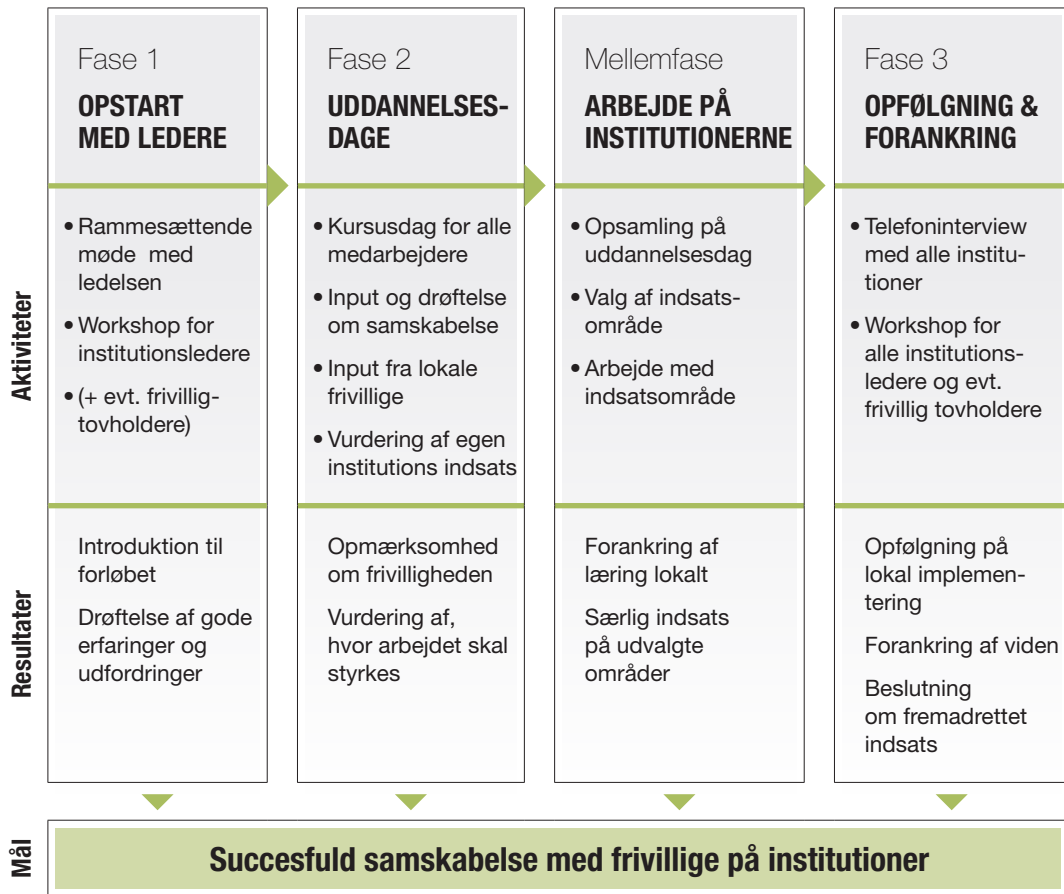 Fase 1
OPSTART
MED LEDERE
Fase 2
UDDANNELSES-
DAGE
Mellemfase
ARBEJDE PÅ
INSTITUTIONERNE
Fase 3
OPFØLGNING &
FORANKRING
Aktiviteter
• Rammesættende
møde med
ledelsen
• Workshop for
institutionsledere
• (+ evt. frivillig-
tovholdere)
• Kursusdag for alle
medarbejdere
• Input og drøftelse
om samskabelse
• Input fra lokale
frivillige
• Vurdering af egen
institutions indsats
• Opsamling på
uddannelsesdag
• Valg af indsats-
område
• Arbejde med
indsatsområde
• Telefoninterview
med alle institu-
tioner
• Workshop for
alle institutions-
ledere og evt.
frivillig tovholdere
Resultater
Introduktion til
forløbet
Drøftelse af gode
erfaringer og
udfordringer
Opmærksomhed
om frivilligheden
Vurdering af,
hvor arbejdet skal
styrkes
Forankring af
læring lokalt
Særlig indsats
på udvalgte
områder
Opfølgning på
lokal implemen-
tering
Forankring af viden
Beslutning
om fremadrettet
indsats
Mål
Succesfuld samskabelse med frivillige på institutioner